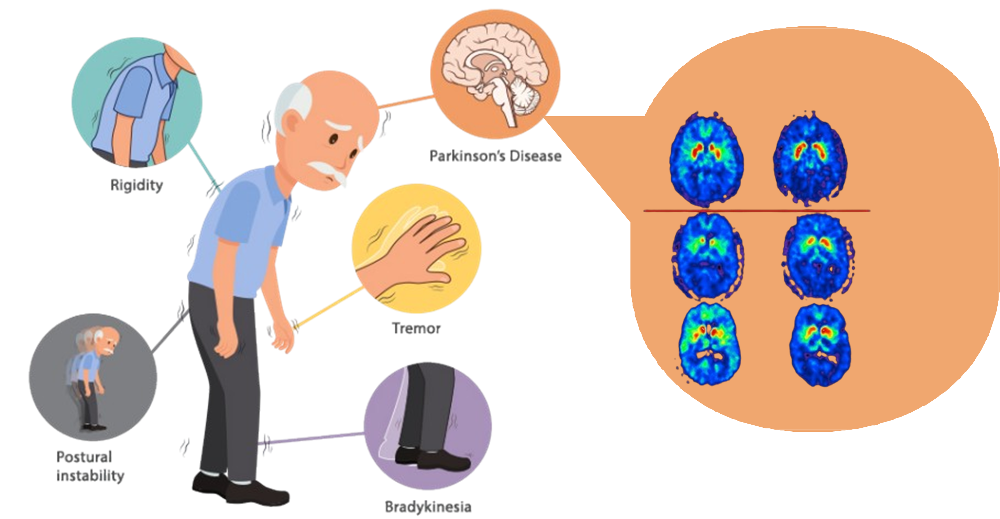 Parkinson's Disease
Rigidity
Tremor
Postural
instability
Bradykinesia